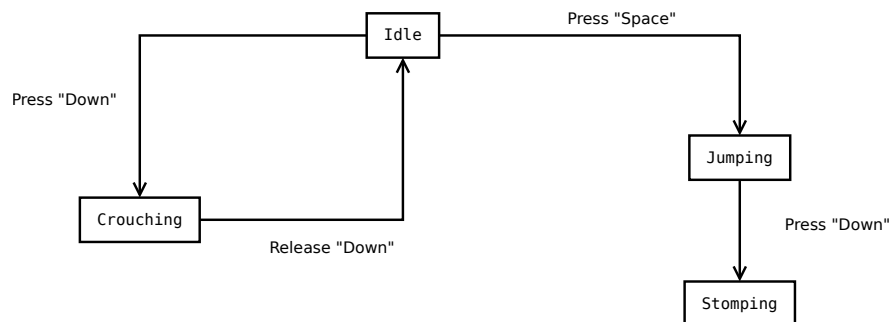 Idle
Press "Space"
Press "Down"
Jumping
Crouching
Press "Down"
Release "Down"
Stomping